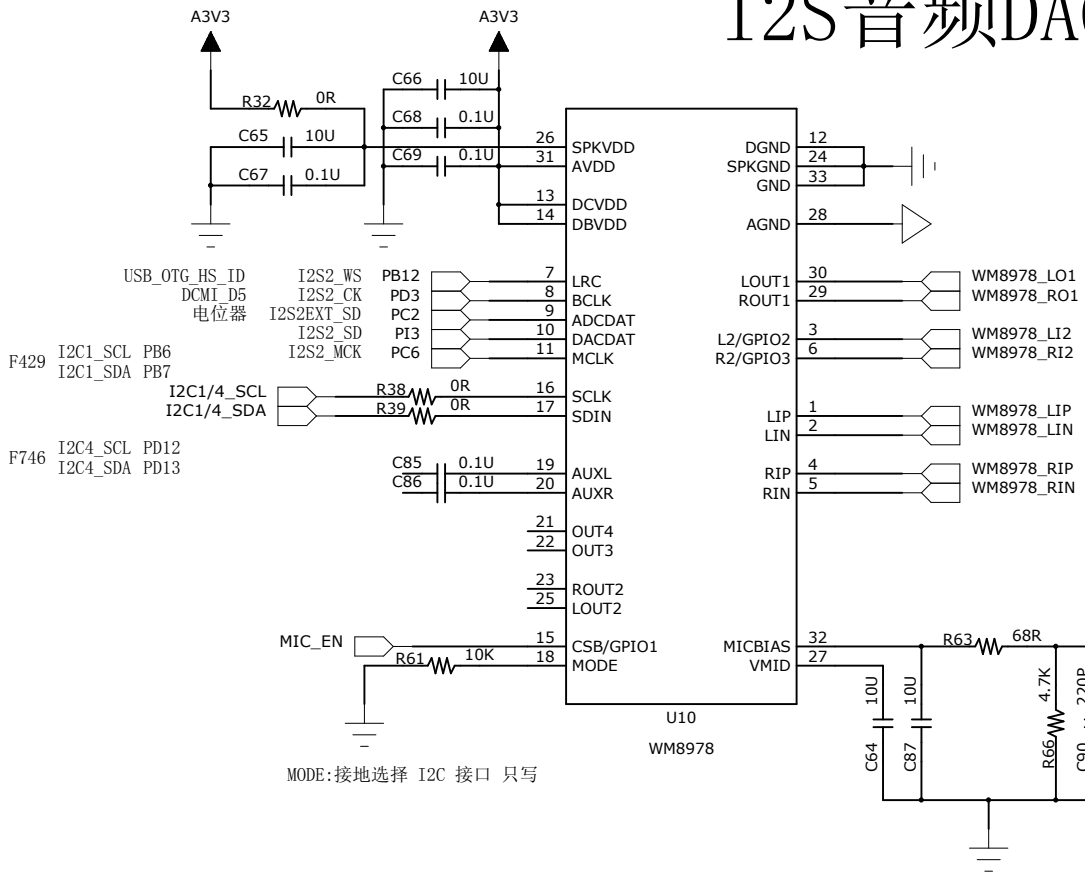 I2S音频DAC
A3V3
A3V3
R32 0R
C65 10U
C67 0.1U
C66 10U
C68 0.1U
C69 0.1U
26 SPKVDD
31 AVDD
13 DCVDD
14 DBVDD
DGND 12
SPKGND 24
GND 33
AGND 28
USB_OTG_HS_ID I2S2_WS PB12 7 LRC
DCMI_D5 I2S2_CK PD3 8 BCLK
电位器 I2S2EXT_SD PC2 9 ADCDAT
I2S2_SD PI3 10 DACDAT
I2S2_MCK PC6 11 MCLK
LOUT1 30 WM8978_LO1
ROUT1 29 WM8978_RO1
L2/GPIO2 3 WM8978_LI2
R2/GPIO3 6 WM8978_RI2
F429
I2C1_SCL PB6
I2C1_SDA PB7
I2C1/4_SCL R38 0R 16 SCLK
I2C1/4_SDA R39 0R 17 SDIN
LIP 1 WM8978_LIP
LIN 2 WM8978_LIN
F746
I2C4_SCL PD12
I2C4_SDA PD13
C85 0.1U 19 AUXL
C86 0.1U 20 AUXR
RIP 4 WM8978_RIP
RIN 5 WM8978_RIN
21 OUT4
22 OUT3
23 ROUT2
25 LOUT2
MIC_EN 15 CSB/GPIO1
R61 10K 18 MODE
MICBIAS 32 R63 68R
VMID 27
C64 10U
C87 10U
R66 4.7K
C90 220P
U10
WM8978
MODE:接地选择 I2C 接口 只写